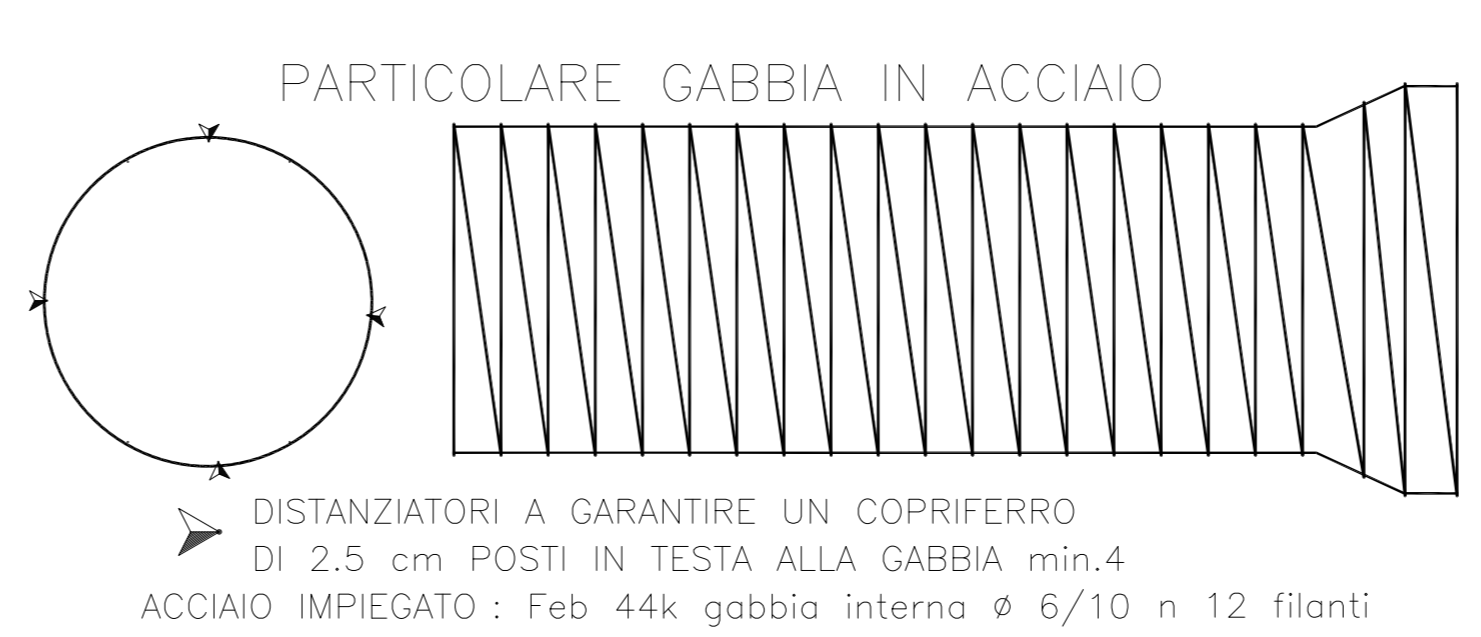 PARTICOLARE GABBIA IN ACCIAIO
DISTANZIATORI A GARANTIRE UN COPRIFERRO
DI 2.5 cm POSTI IN TESTA ALLA GABBIA min.4
ACCIAIO IMPIEGATO : Feb 44k gabbia interna ø 6/10 n 12 filanti